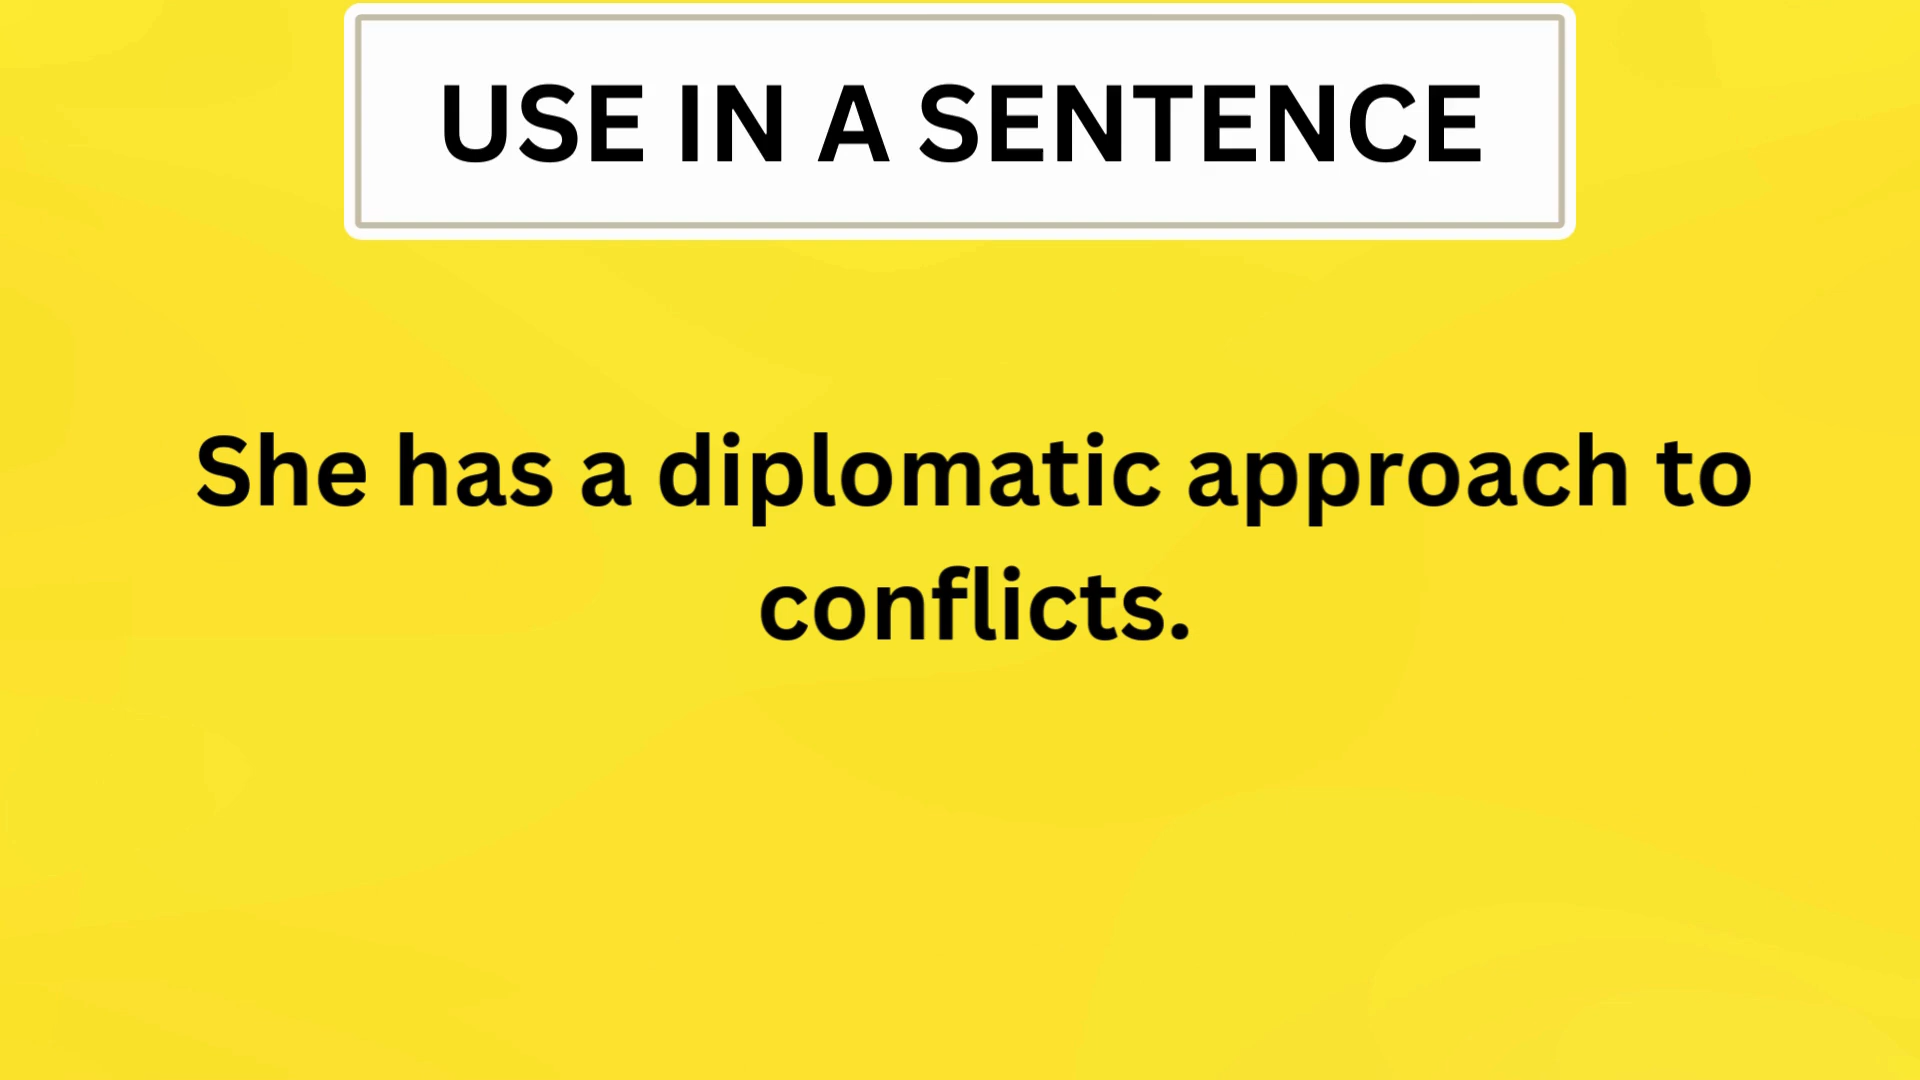 USE IN A SENTENCE
She has a diplomatic approach to
conflicts.